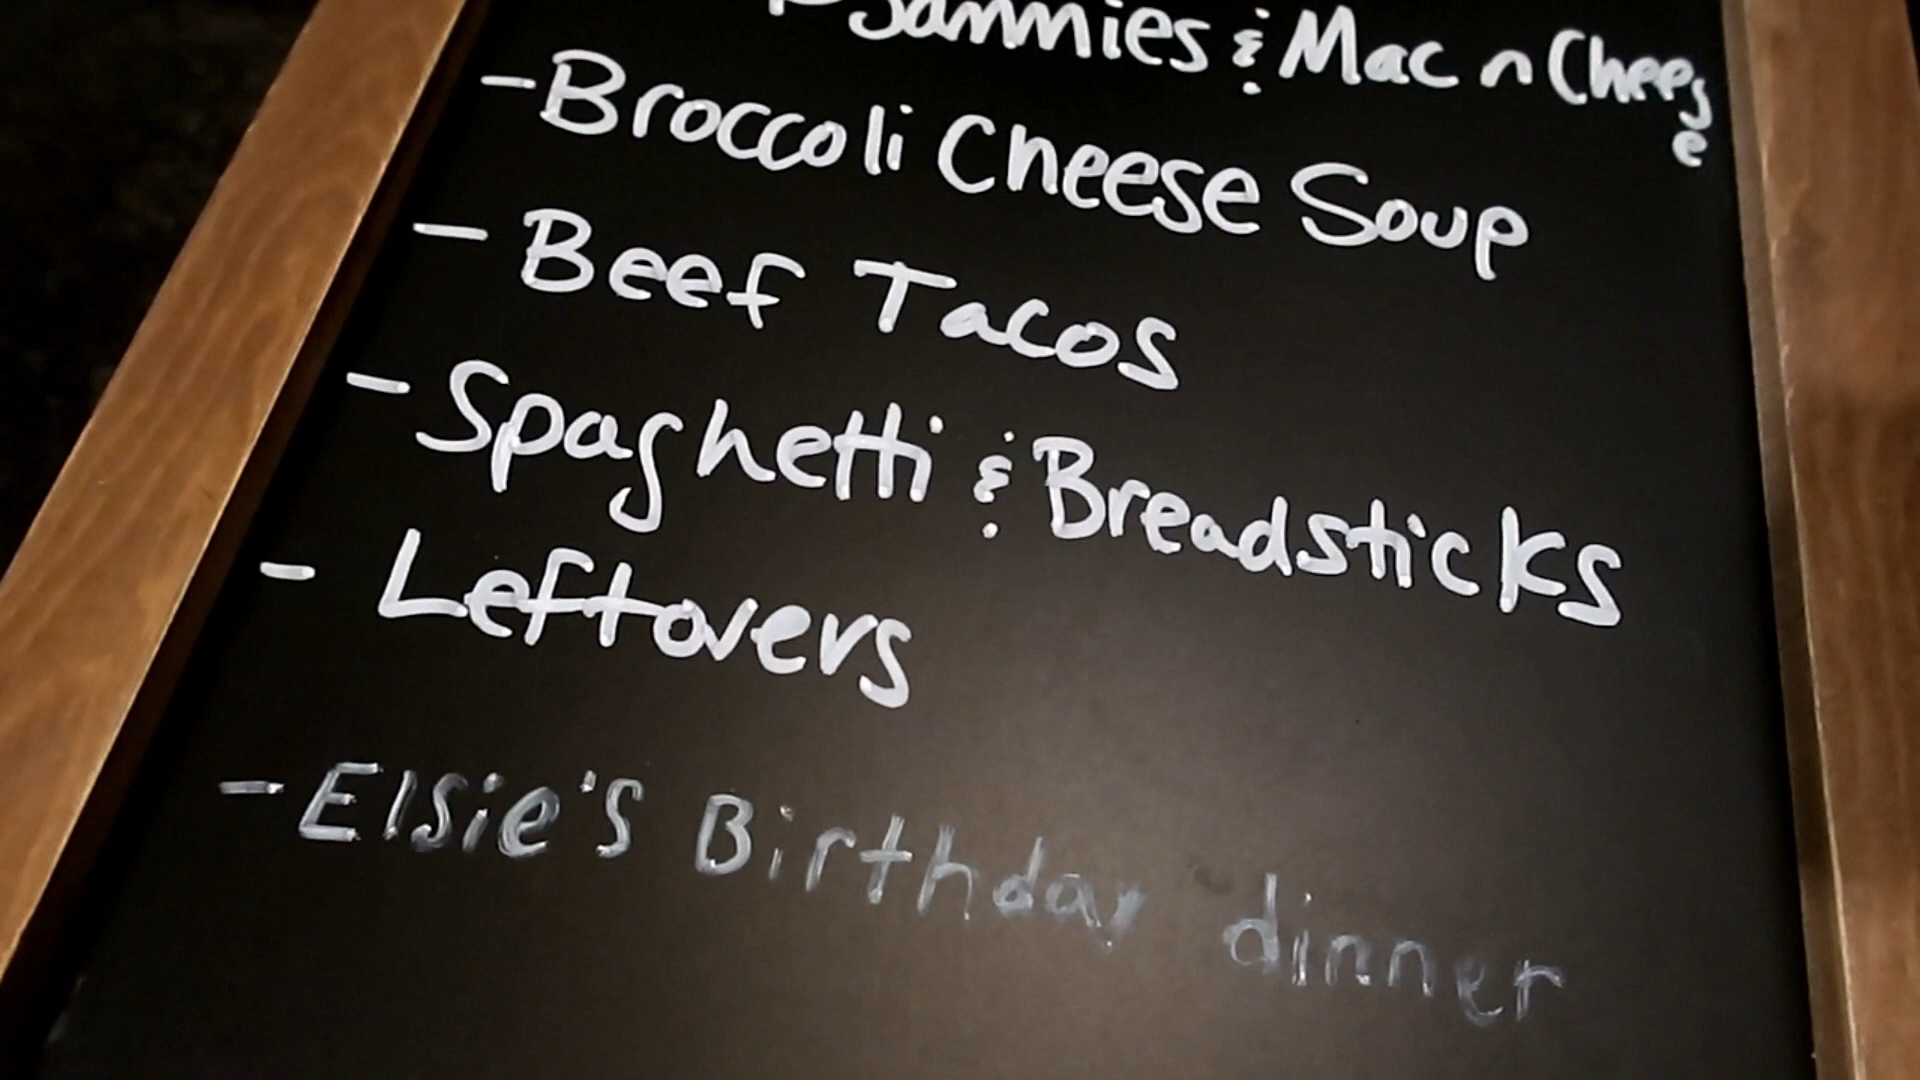 Sammies & Mac n Cheese
- Broccoli Cheese Soup
- Beef Tacos
- Spaghetti & Breadsticks
- Leftovers
- Elsie's Birthday dinner